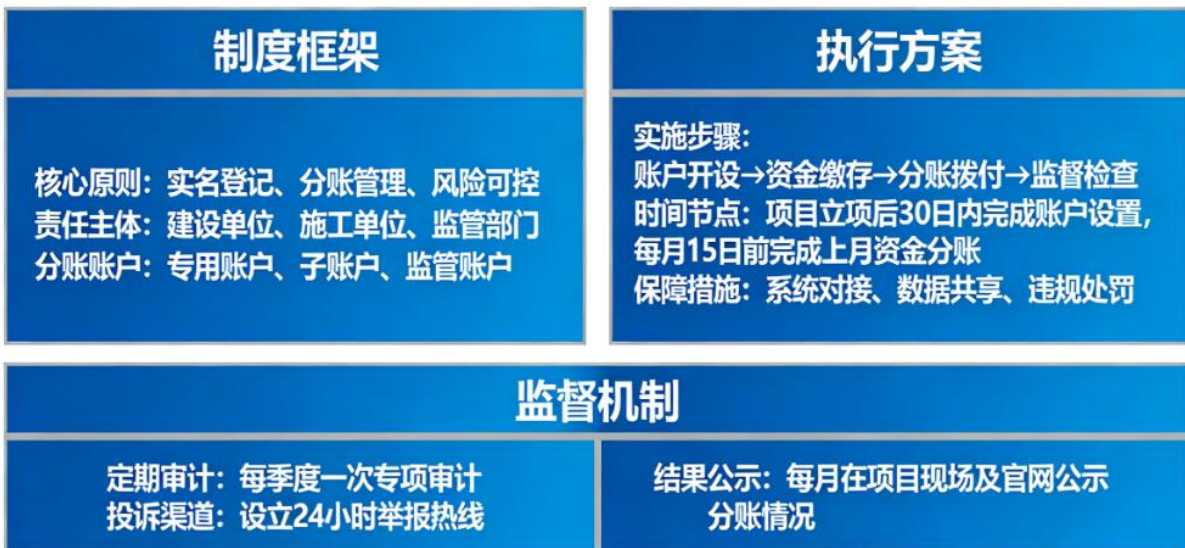 制度框架
核心原则：实名登记、分账管理、风险可控
责任主体：建设单位、施工单位、监管部门
分账账户：专用账户、子账户、监管账户
执行方案
实施步骤：
账户开设→资金缴存→分账拨付→监督检查
时间节点：项目立项后30日内完成账户设置，
每月15日前完成上月资金分账
保障措施：系统对接、数据共享、违规处罚
监督机制
定期审计：每季度一次专项审计
投诉渠道：设立24小时举报热线
结果公示：每月在项目现场及官网公示
分账情况